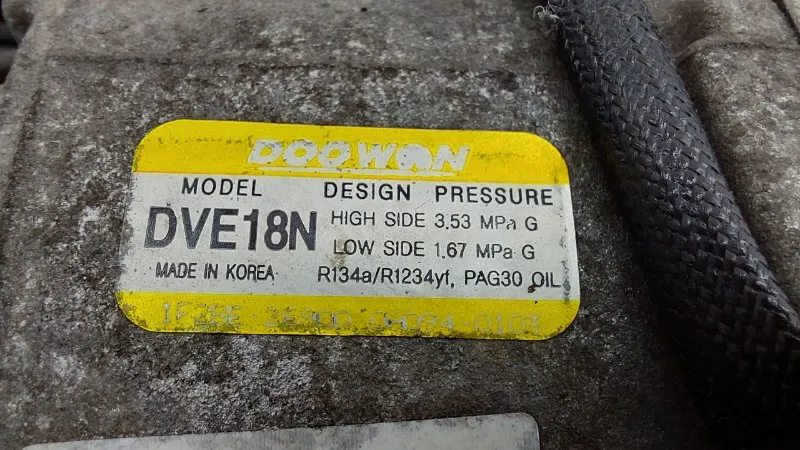 DOOWON
MODEL
DVE18N
MADE IN KOREA
DESIGN PRESSURE
HIGH SIDE 3.53 MPa G
LOW SIDE 1.67 MPa G
R134a/R1234yf, PAG30 OIL